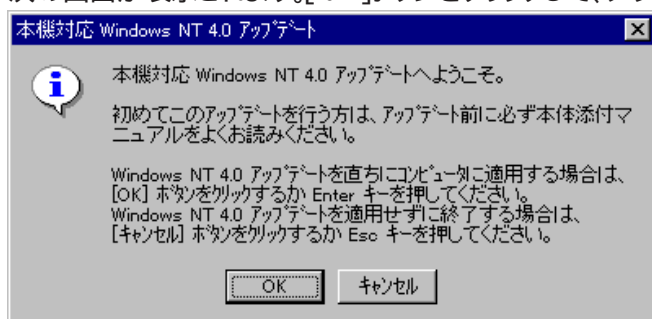 本機対応 Windows NT 4.0 アップデート
本機対応 Windows NT 4.0 アップデートへようこそ。
初めてこのアップデートを行う方は、アップデート前に必ず本体添付マ
ニュアルをよくお読みください。
Windows NT 4.0 アップデートを直ちにコンピュータに適用する場合は、
[OK] ボタンをクリックするか Enter キーを押してください。
Windows NT 4.0 アップデートを適用せずに終了する場合は、
[キャンセル] ボタンをクリックするか Esc キーを押してください。
OK
キャンセル